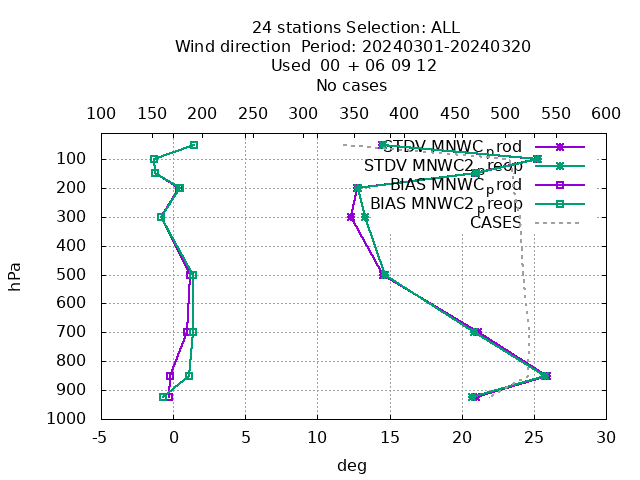 24 stations Selection: ALL
Wind direction  Period: 20240301-20240320
Used  00 + 06 09 12
No cases
100 150 200 250 300 350 400 450 500 550 600
STDV MNWC_prod
STDV MNWC2_preop
BIAS MNWC_prod
BIAS MNWC2_preop
CASES
hPa
100
200
300
400
500
600
700
800
900
1000
-5 0 5 10 15 20 25 30
deg